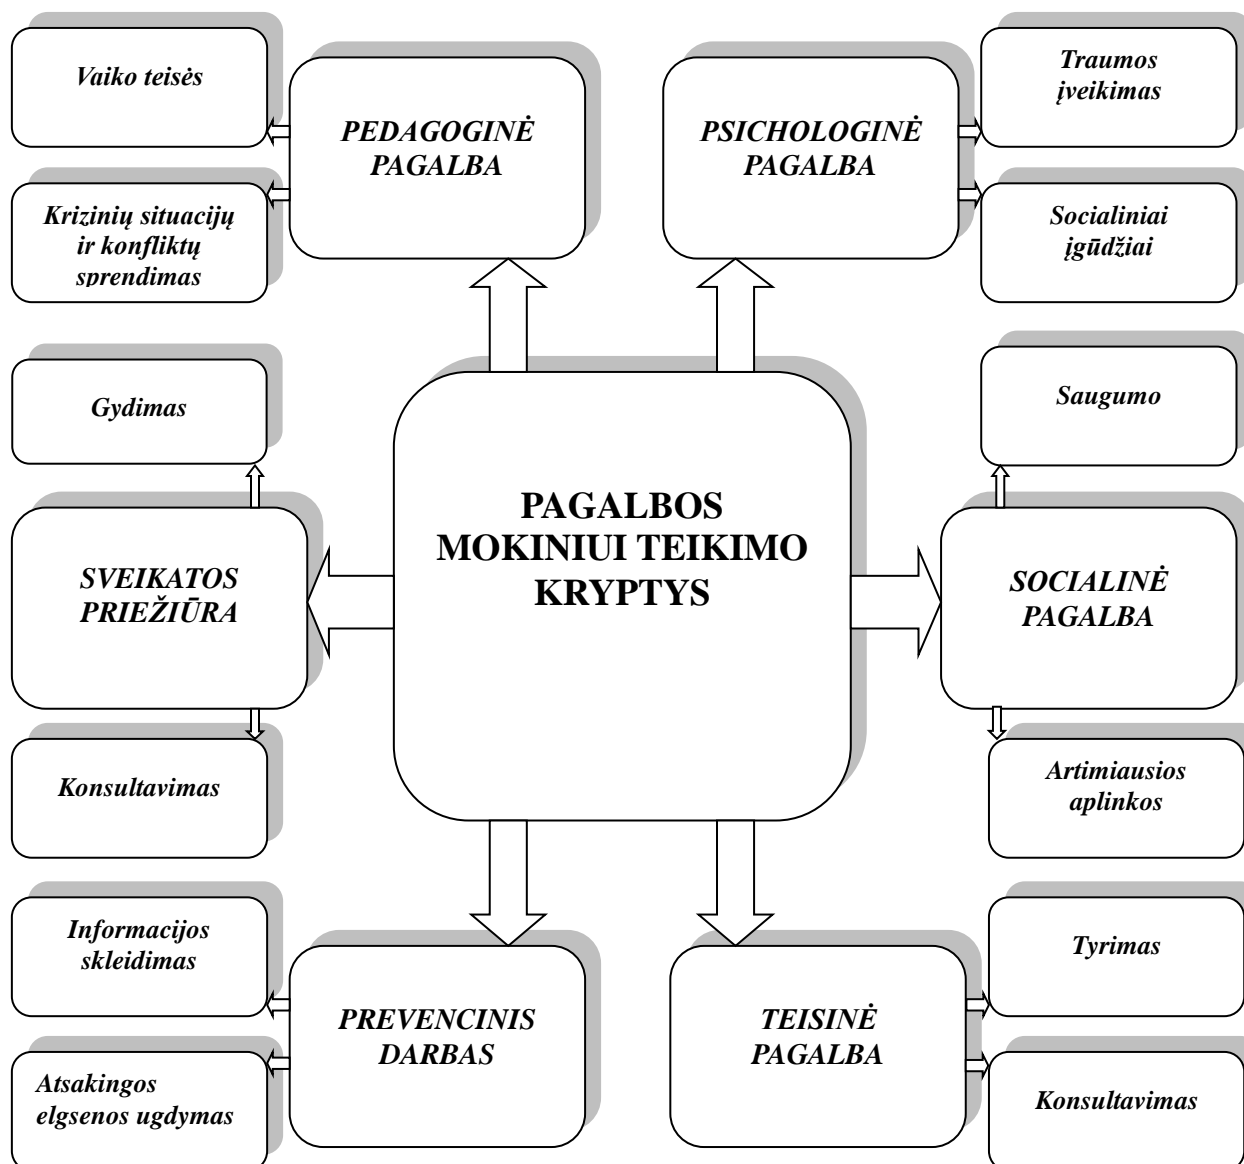 Vaiko teisės
PEDAGOGINĖ
PAGALBA
PSICHOLOGINĖ
PAGALBA
Traumos
įveikimas
Krizinių situacijų
ir konfliktų
sprendimas
Socialiniai
įgūdžiai
Gydimas
Saugumo
PAGALBOS
MOKINIUI TEIKIMO
KRYPTYS
SVEIKATOS
PRIEŽIŪRA
SOCIALINĖ
PAGALBA
Konsultavimas
Artimiausios
aplinkos
Informacijos
skleidimas
PREVENCINIS
DARBAS
TEISINĖ
PAGALBA
Tyrimas
Atsakingos
elgsenos ugdymas
Konsultavimas